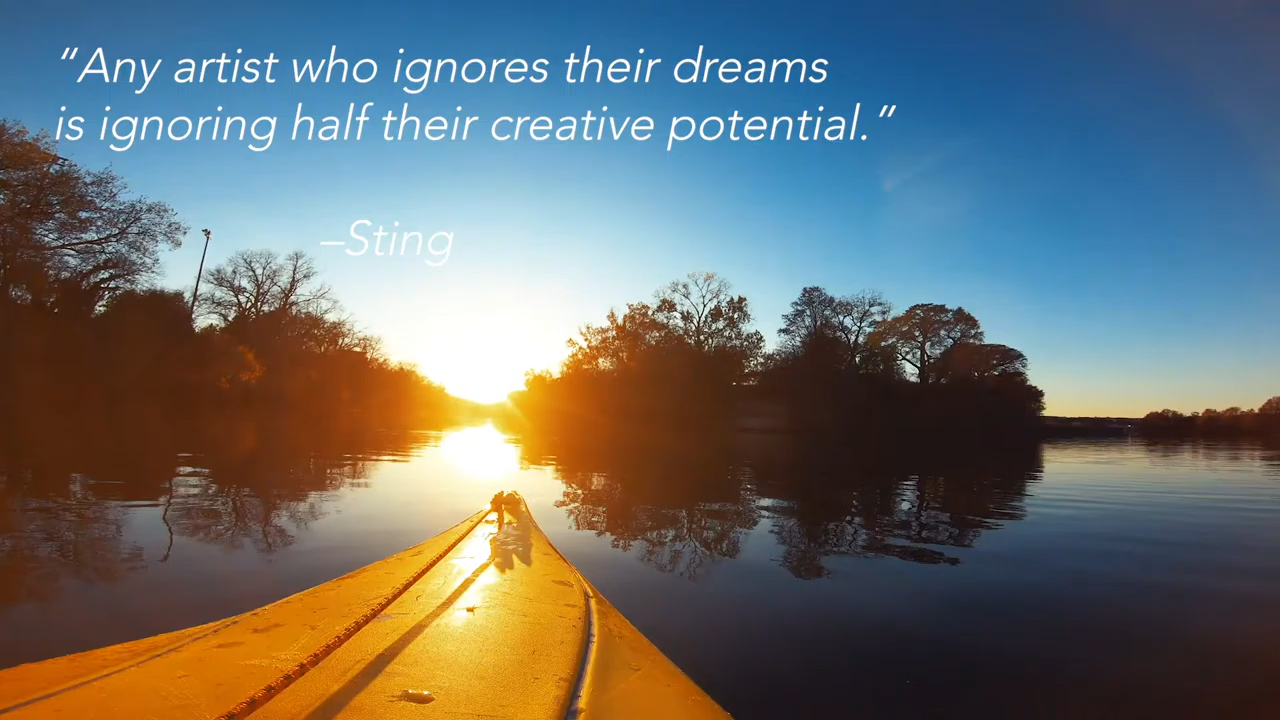 “Any artist who ignores their dreams
is ignoring half their creative potential.”
–Sting